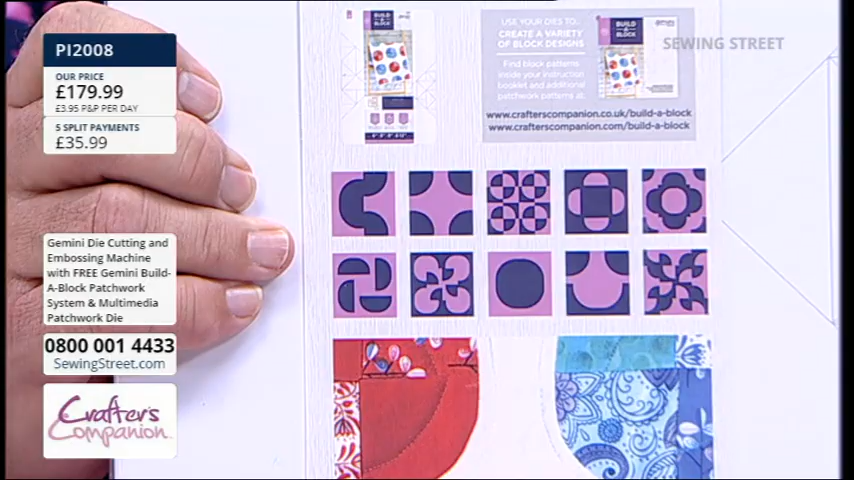 PI2008
OUR PRICE
£179.99
£3.95 P&P PER DAY
5 SPLIT PAYMENTS
£35.99
Gemini Die Cutting and
Embossing Machine
with FREE Gemini Build-
A-Block Patchwork
System & Multimedia
Patchwork Die
0800 001 4433
SewingStreet.com
Crafter's
Companion
BUILD
BLOCK
USE YOUR DIES TO...
CREATE A VARIETY
OF BLOCK DESIGNS
Find block patterns
inside your instruction
booklet and additional
patchwork patterns at:
BUILD
BLOCK
www.crafterscompanion.co.uk/build-a-block
www.crafterscompanion.com/build-a-block
SEWING STREET